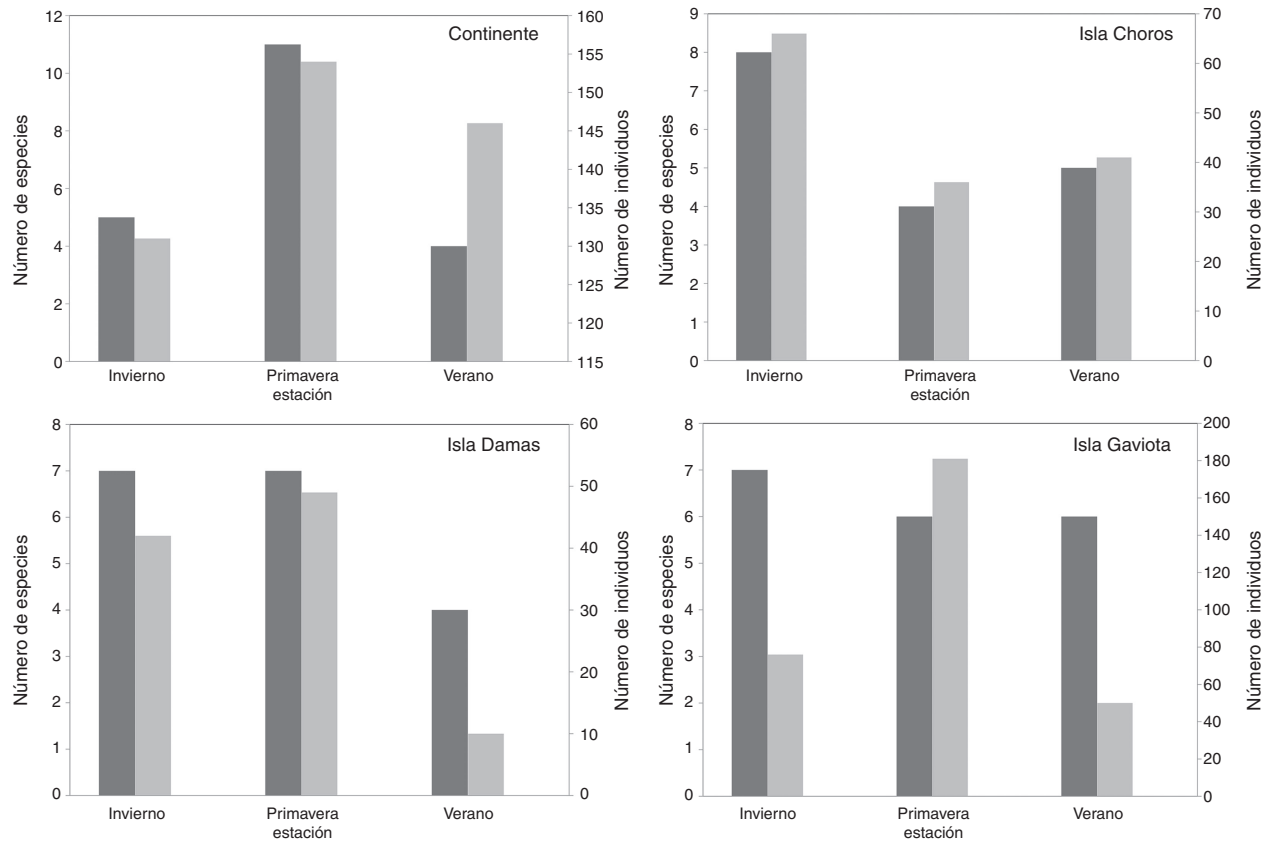 Continente
Número de especies
12
10
8
6
4
2
0
160
155
150
145
140
135
130
125
120
115
Número de individuos
Invierno
Primavera
estación
Verano
Isla Choros
Número de especies
9
8
7
6
5
4
3
2
1
0
70
60
50
40
30
20
10
0
Número de individuos
Invierno
Primavera
estación
Verano
Isla Damas
Número de especies
8
7
6
5
4
3
2
1
0
60
50
40
30
20
10
0
Número de individuos
Invierno
Primavera
estación
Verano
Isla Gaviota
Número de especies
8
7
6
5
4
3
2
1
0
200
180
160
140
120
100
80
60
40
20
0
Número de individuos
Invierno
Primavera
estación
Verano